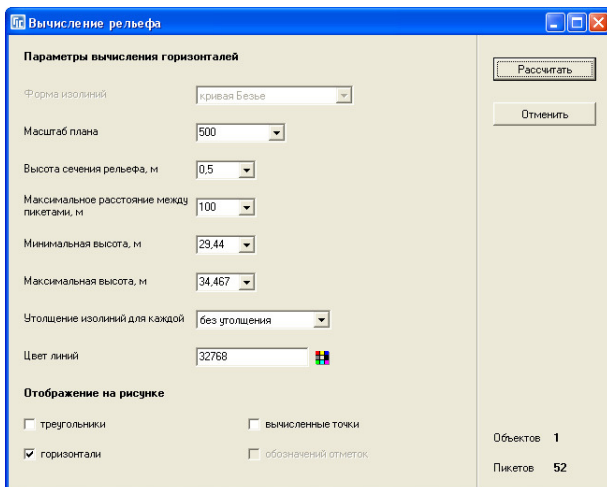 Вычисление рельефа
Параметры вычисления горизонталей
Рассчитать
Форма изолиний
кривая Безье
Отменить
Масштаб плана
500
Высота сечения рельефа, м
0,5
Максимальное расстояние между
пикетами, м
100
Минимальная высота, м
29,44
Максимальная высота, м
34,467
Утолщение изолиний для каждой
без утолщения
Цвет линий
32768
Отображение на рисунке
треугольники
вычисленные точки
горизонтали
обозначений отметок
Объектов 1
Пикетов 52